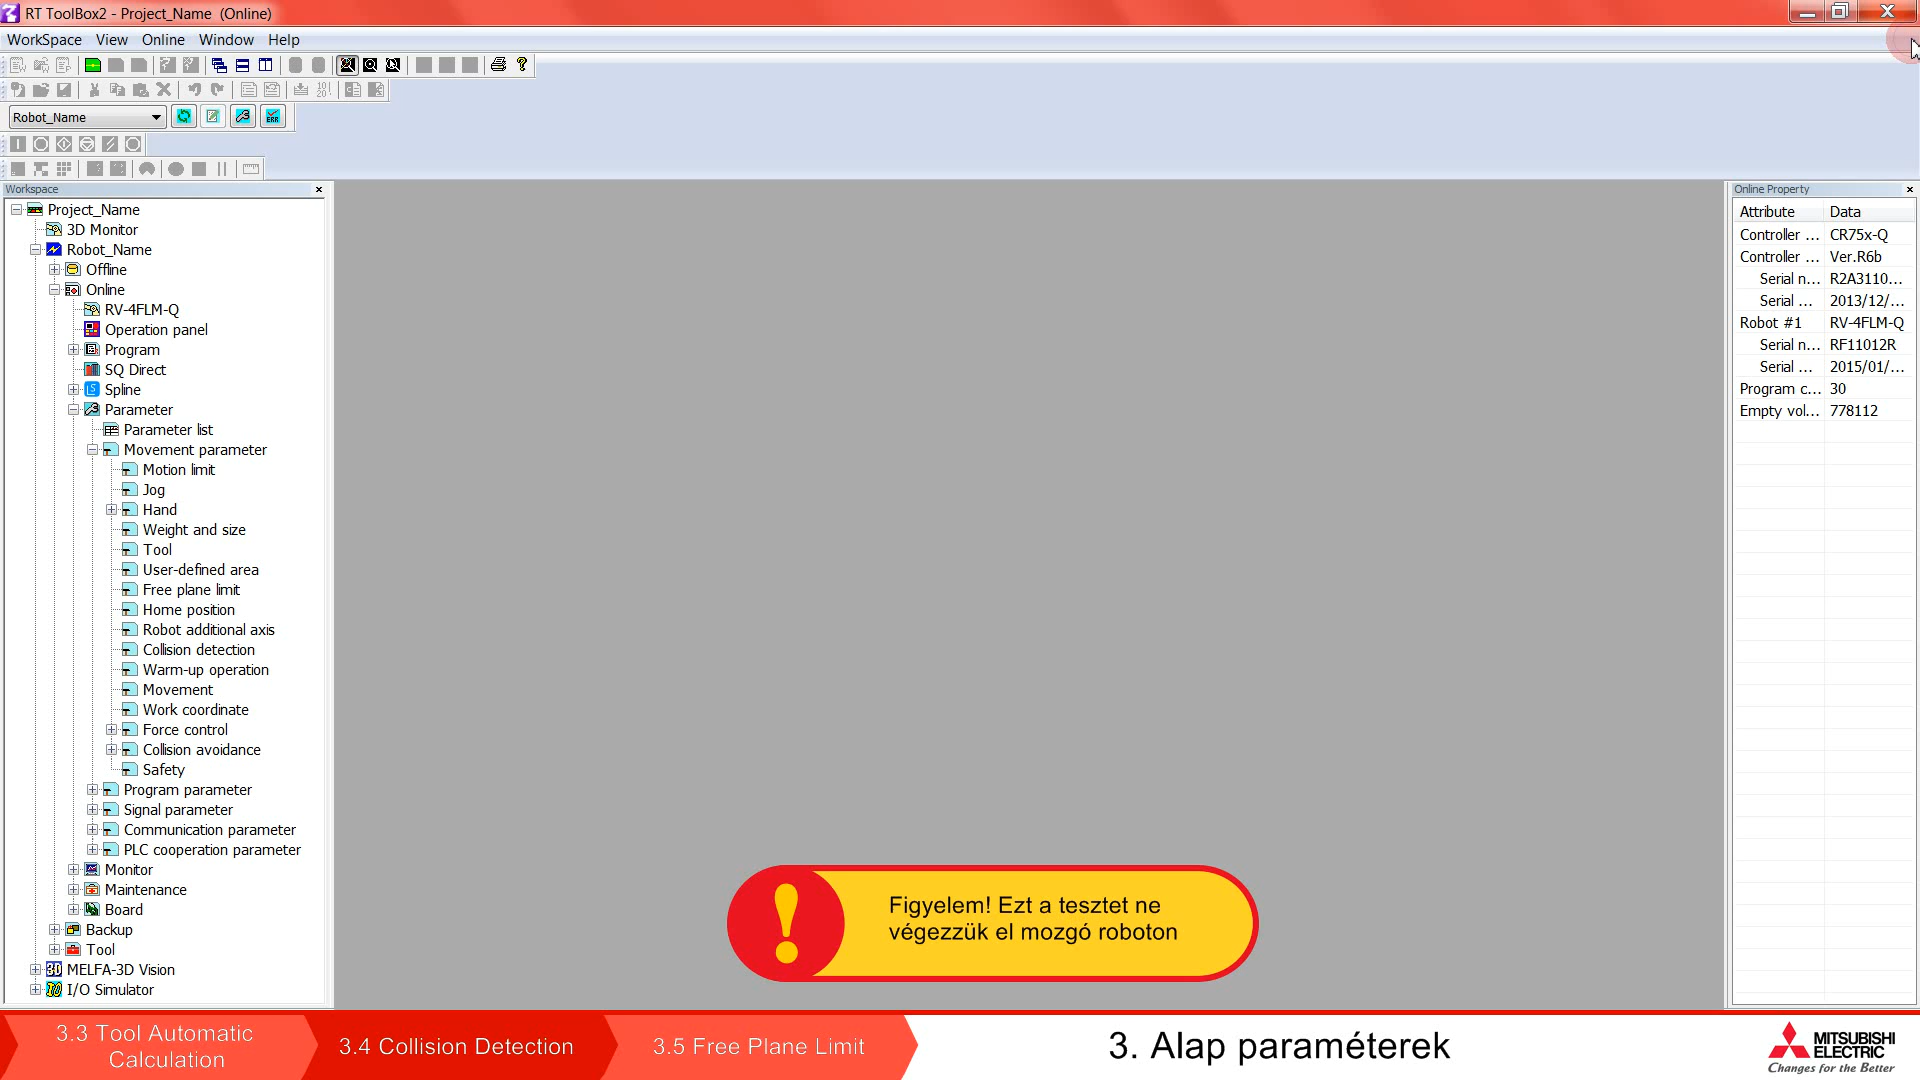 RT ToolBox2 - Project_Name (Online)
WorkSpace View Online Window Help
Robot_Name
Workspace
Project_Name
3D Monitor
Robot_Name
Offline
Online
RV-4FLM-Q
Operation panel
Program
SQ Direct
Spline
Parameter
Parameter list
Movement parameter
Motion limit
Jog
Hand
Weight and size
Tool
User-defined area
Free plane limit
Home position
Robot additional axis
Collision detection
Warm-up operation
Movement
Work coordinate
Force control
Collision avoidance
Safety
Program parameter
Signal parameter
Communication parameter
PLC cooperation parameter
Monitor
Maintenance
Board
Backup
Tool
MELFA-3D Vision
I/O Simulator
Online Property
Attribute Data
Controller ... CR75x-Q
Controller ... Ver.R6b
Serial n... R2A3110...
Serial ... 2013/12/...
Robot #1 RV-4FLM-Q
Serial n... RF11012R
Serial ... 2015/01/...
Program c... 30
Empty vol... 778112
Figyelem! Ezt a tesztet ne
végezzük el mozgó roboton
3.3 Tool Automatic
Calculation
3.4 Collision Detection
3.5 Free Plane Limit
3. Alap paraméterek
MITSUBISHI
ELECTRIC
Changes for the Better